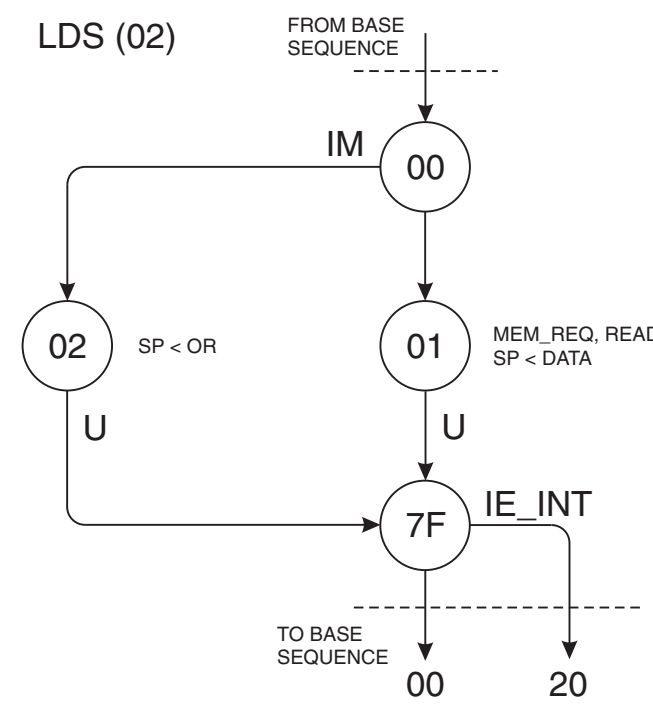 LDS (02)
FROM BASE
SEQUENCE
IM
00
02
SP < OR
01
MEM_REQ, READ
SP < DATA
U
U
7F
IE_INT
TO BASE
SEQUENCE
00
20